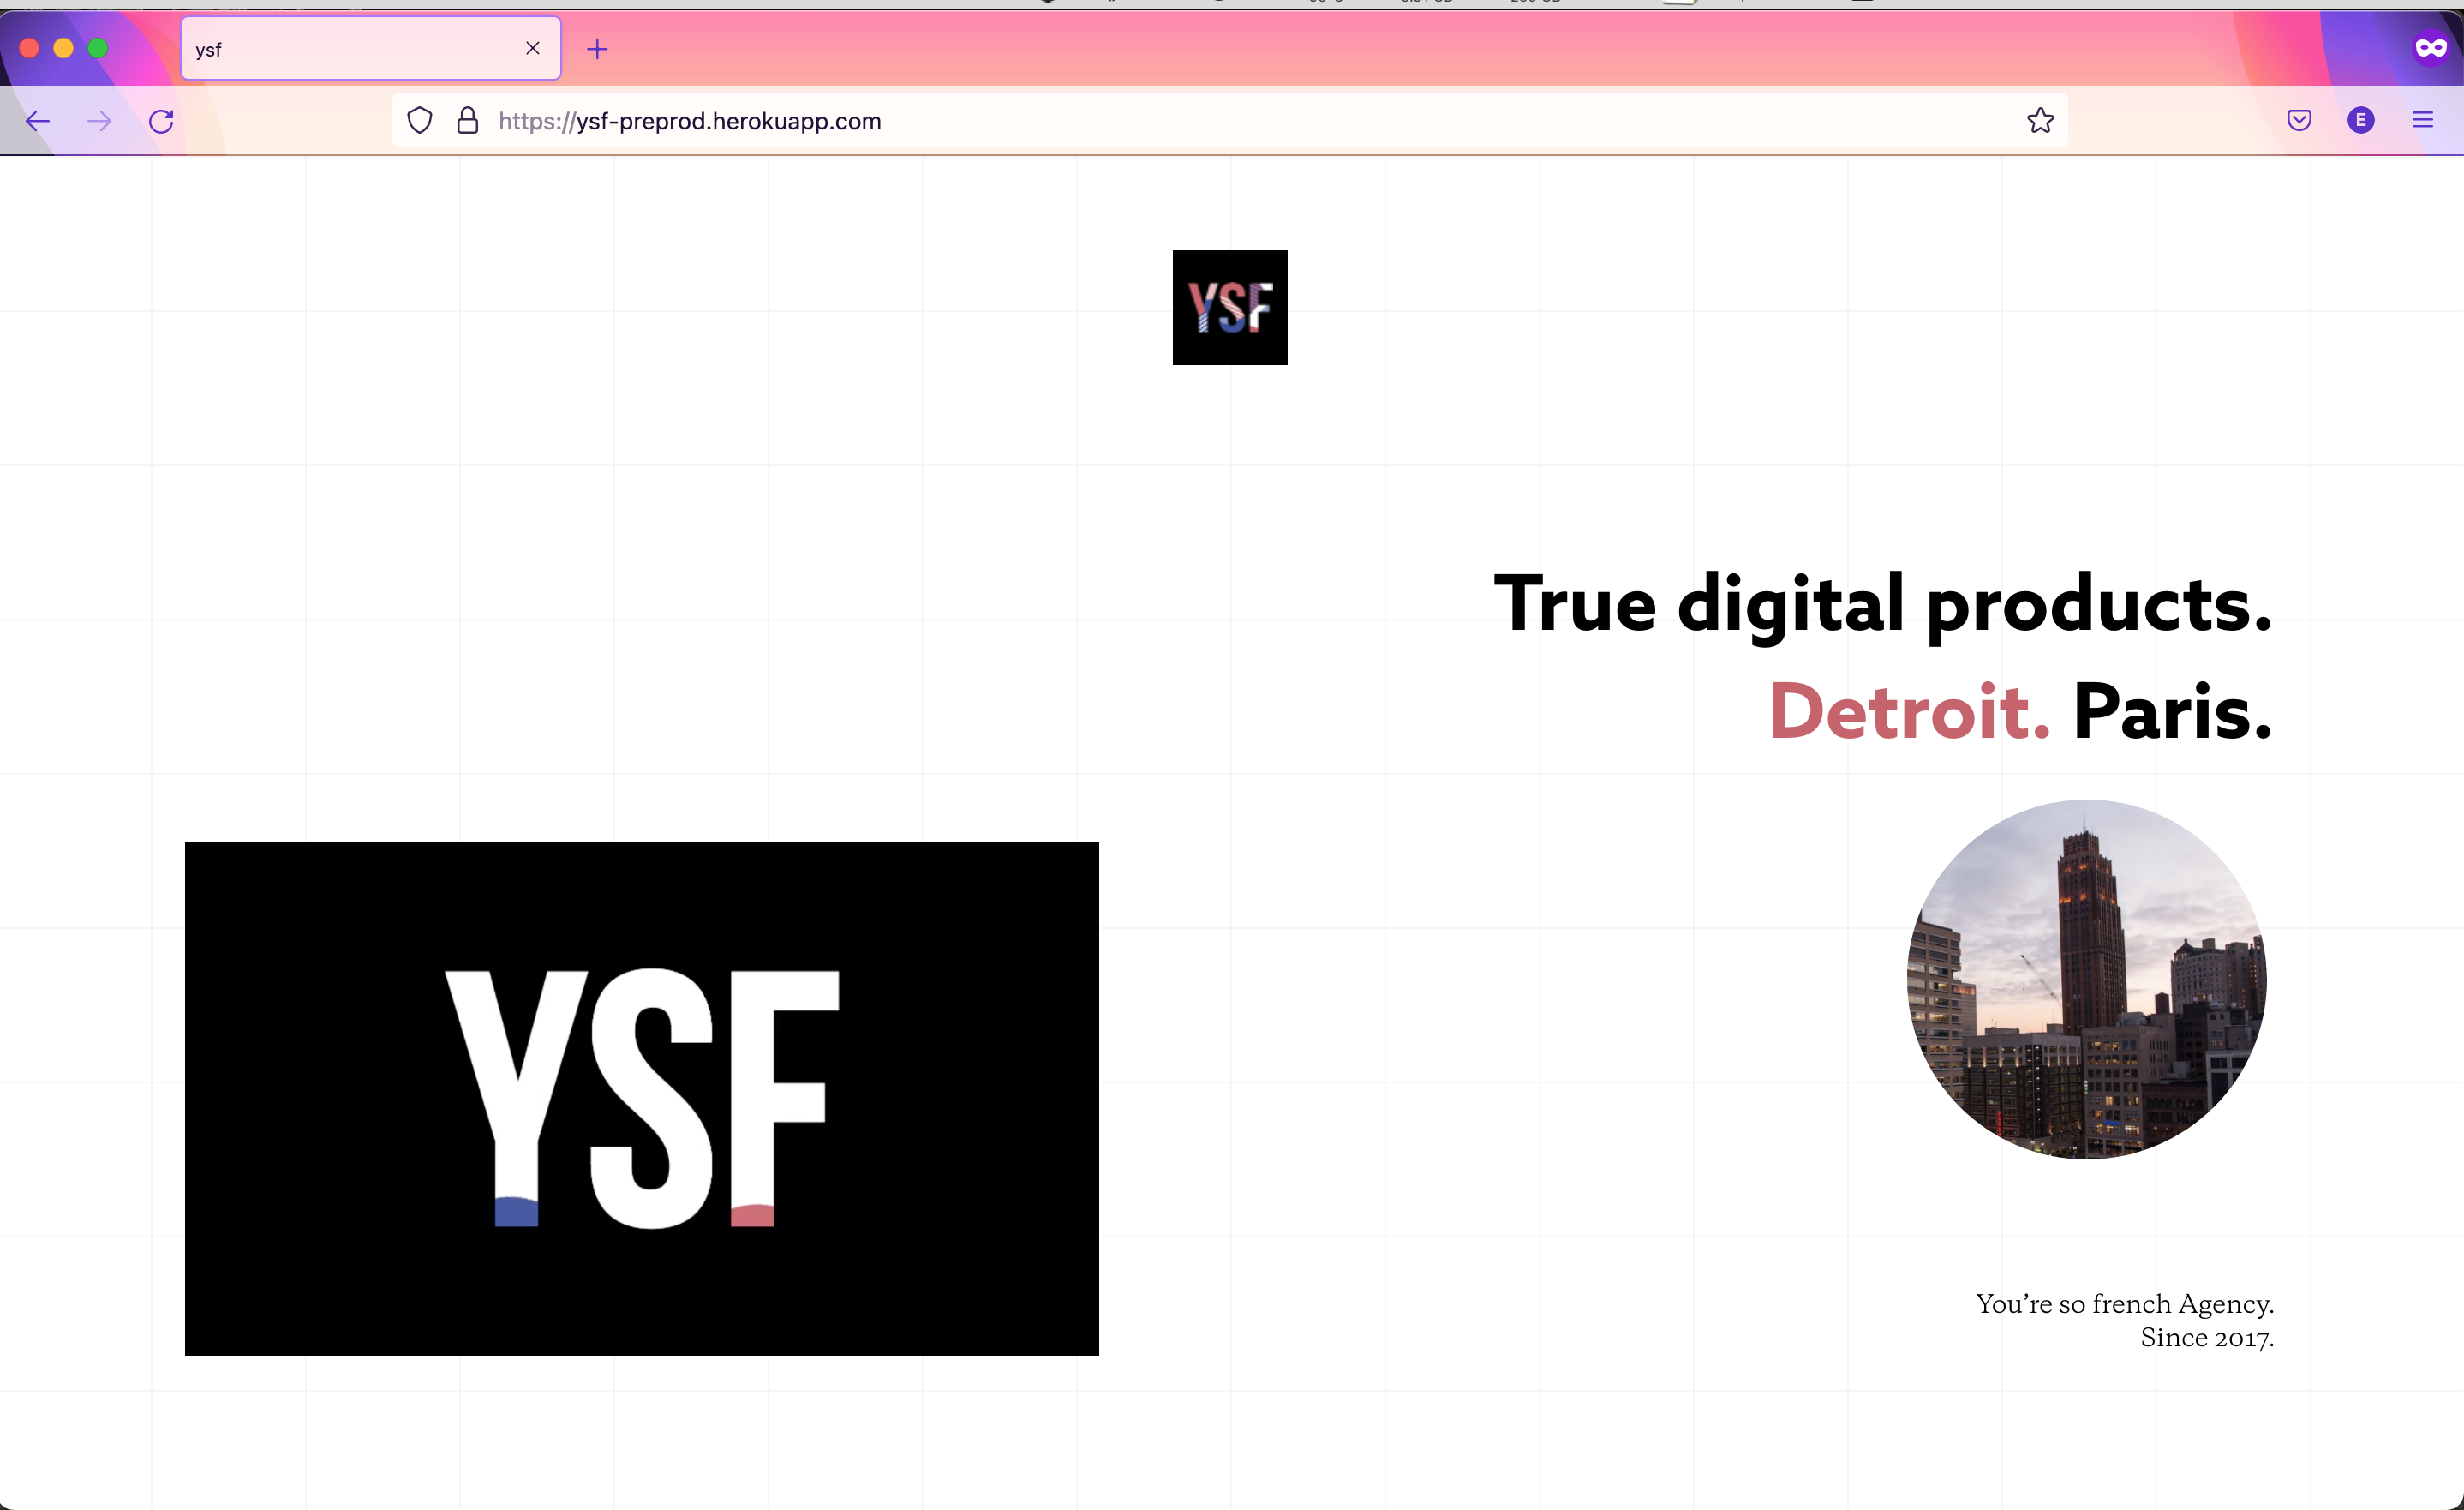 ysf
https://ysf-preprod.herokuapp.com
E
YSF
True digital products.
Detroit. Paris.
YSF
You’re so french Agency.
Since 2017.